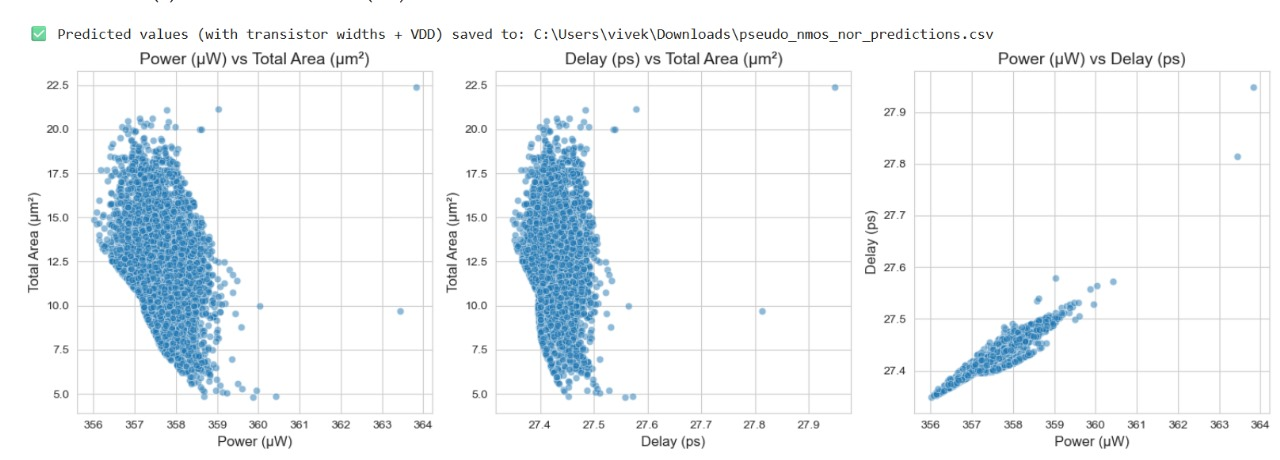 ✅ Predicted values (with transistor widths + VDD) saved to: C:\Users\vivek\Downloads\pseudo_nmos_nor_predictions.csv
Power (μW) vs Total Area (μm²)
22.5
20.0
17.5
15.0
12.5
10.0
7.5
5.0
Total Area (μm²)
356 357 358 359 360 361 362 363 364
Power (μW)
Delay (ps) vs Total Area (μm²)
22.5
20.0
17.5
15.0
12.5
10.0
7.5
5.0
Total Area (μm²)
27.4 27.5 27.6 27.7 27.8 27.9
Delay (ps)
Power (μW) vs Delay (ps)
27.9
27.8
27.7
27.6
27.5
27.4
Delay (ps)
356 357 358 359 360 361 362 363 364
Power (μW)